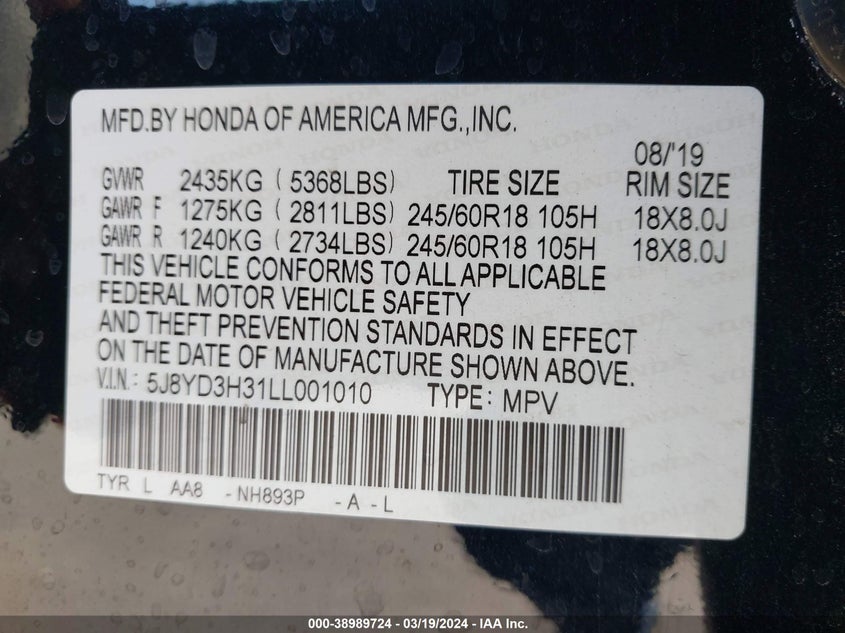 MFD.BY HONDA OF AMERICA MFG.,INC.
08/'19
GVWR 2435KG ( 5368LBS) TIRE SIZE RIM SIZE
GAWR F 1275KG ( 2811LBS) 245/60R18 105H 18X8.0J
GAWR R 1240KG ( 2734LBS) 245/60R18 105H 18X8.0J
THIS VEHICLE CONFORMS TO ALL APPLICABLE
FEDERAL MOTOR VEHICLE SAFETY
AND THEFT PREVENTION STANDARDS IN EFFECT
ON THE DATE OF MANUFACTURE SHOWN ABOVE.
V.I.N.: 5J8YD3H31LL001010 TYPE: MPV
TYR L AA8 -NH893P -A -L
000-38989724 - 03/19/2024 - IAA Inc.